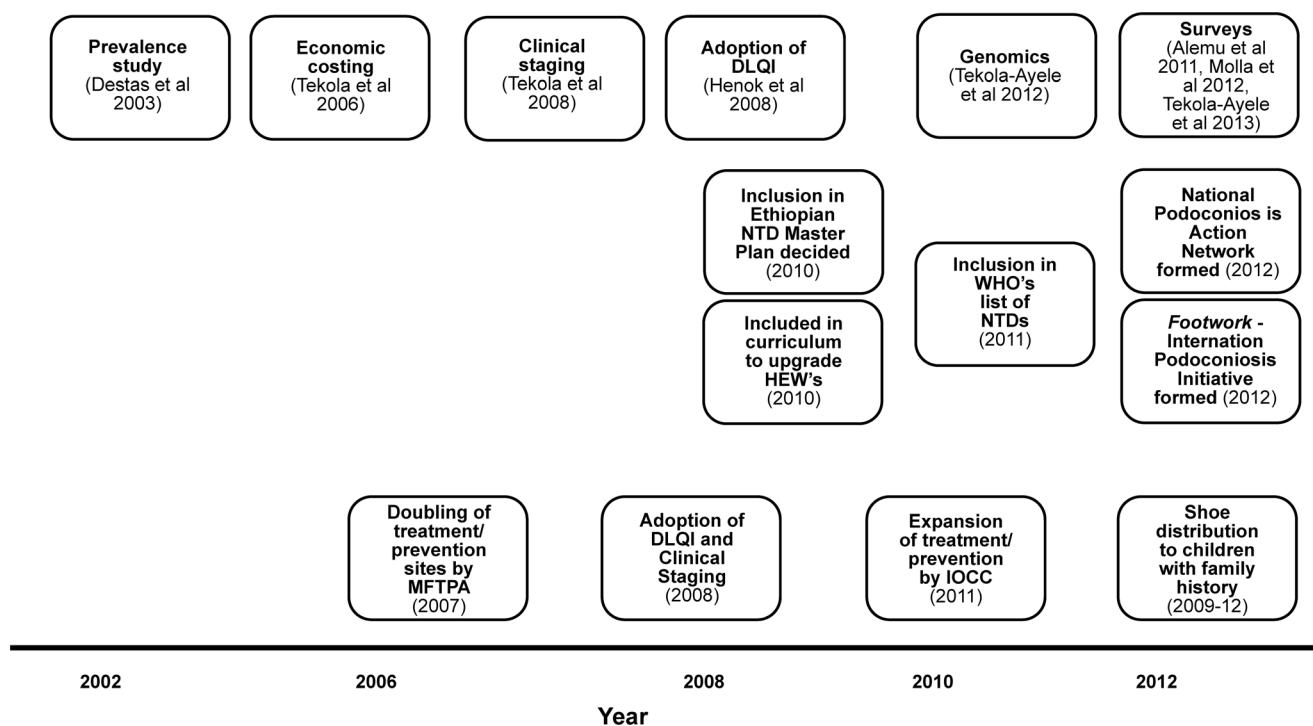 Prevalence
study
(Destas et al
2003)
Economic
costing
(Tekola et al
2006)
Clinical
staging
(Tekola et al
2008)
Adoption of
DLQI
(Henok et al
2008)
Genomics
(Tekola-Ayele
et al 2012)
Surveys
(Alemu et al
2011, Molla et
al 2012,
Tekola-Ayele
et al 2013)
Inclusion in
Ethiopian
NTD Master
Plan decided
(2010)
Included in
curriculum
to upgrade
HEW's
(2010)
Inclusion in
WHO's
list of
NTDs
(2011)
National
Podoconios is
Action
Network
formed (2012)
Footwork -
Internation
Podoconiosis
Initiative
formed (2012)
Doubling of
treatment/
prevention
sites by
MFTPA
(2007)
Adoption of
DLQI and
Clinical
Staging
(2008)
Expansion
of treatment/
prevention
by IOCC
(2011)
Shoe
distribution
to children
with family
history
(2009-12)
2002 2006 2008 2010 2012
Year